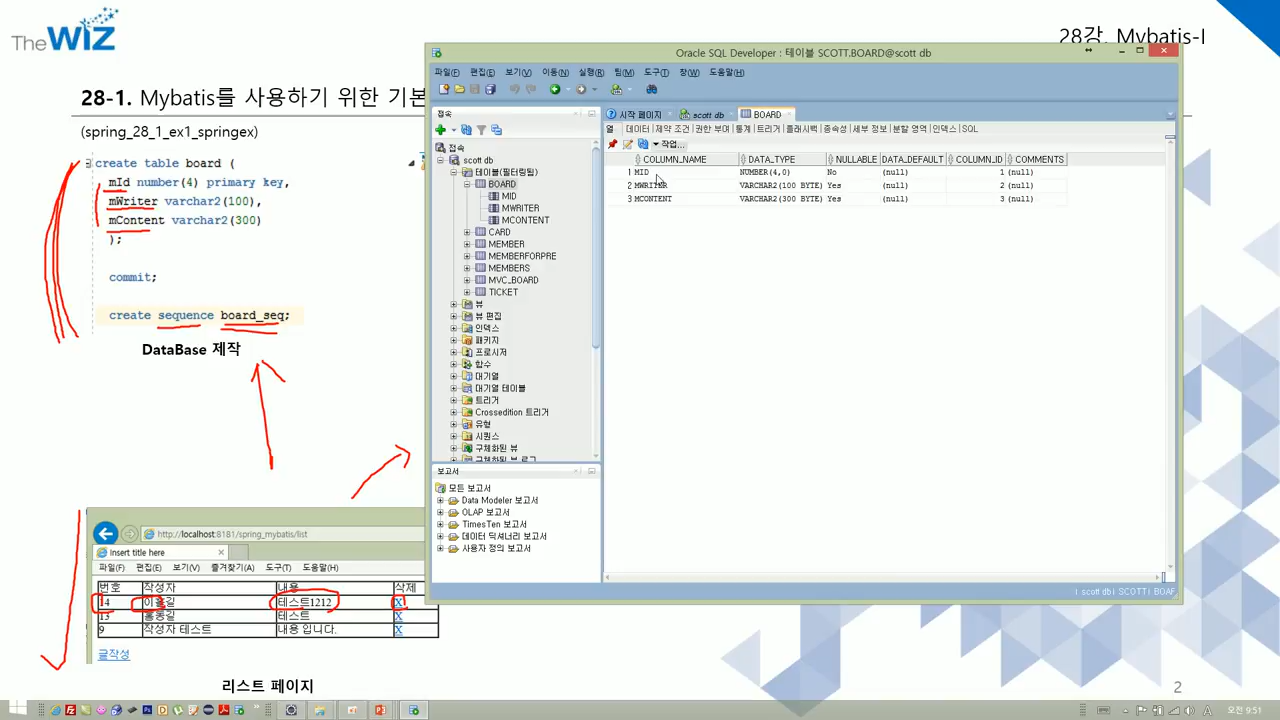 The WIZ
28강. Mybatis-I
28-1. Mybatis를 사용하기 위한 기본
(spring_28_1_ex1_springex)
create table board (
mId number(4) primary key,
mWriter varchar2(100),
mContent varchar2(300)
);
commit;
create sequence board_seq;
DataBase 제작
Oracle SQL Developer : 테이블 SCOTT.BOARD@scott db
파일(F) 편집(E) 보기(V) 이동(N) 실행(R) 팀(M) 도구(T) 창(W) 도움말(H)
접속
접속
scott db
테이블(필터링됨)
BOARD
MID
MWRITER
MCONTENT
CARD
MEMBER
MEMBERFORPRE
MEMBERS
MVC_BOARD
TICKET
뷰
뷰 편집
인덱스
패키지
프로시저
함수
대기열
대기열 테이블
트리거
Crossedition 트리거
유형
시퀀스
구체화된 뷰
구체화된 뷰 로그
보고서
모든 보고서
Data Modeler 보고서
OLAP 보고서
TimesTen 보고서
데이터 딕셔너리 보고서
사용자 정의 보고서
시작 페이지 scott db BOARD
열 데이터 제약 조건 권한 부여 통계 트리거 플래시백 종속성 세부 정보 분할 영역 인덱스 SQL
작업...
COLUMN_NAME DATA_TYPE NULLABLE DATA_DEFAULT COLUMN_ID COMMENTS
1 MID NUMBER(4,0) No (null) 1 (null)
2 MWRITER VARCHAR2(100 BYTE) Yes (null) 2 (null)
3 MCONTENT VARCHAR2(300 BYTE) Yes (null) 3 (null)
scott db SCOTT BOAR
http://localhost:8181/spring_mybatis/list
Insert title here
파일(F) 편집(E) 보기(V) 즐겨찾기(A) 도구(T) 도움말(H)
번호 작성자 내용 삭제
14 이홀길 테스트1212 X
13 홍동길 테스트 X
9 작성자 테스트 내용 입니다. X
글작성
리스트 페이지
2
오전 9:51